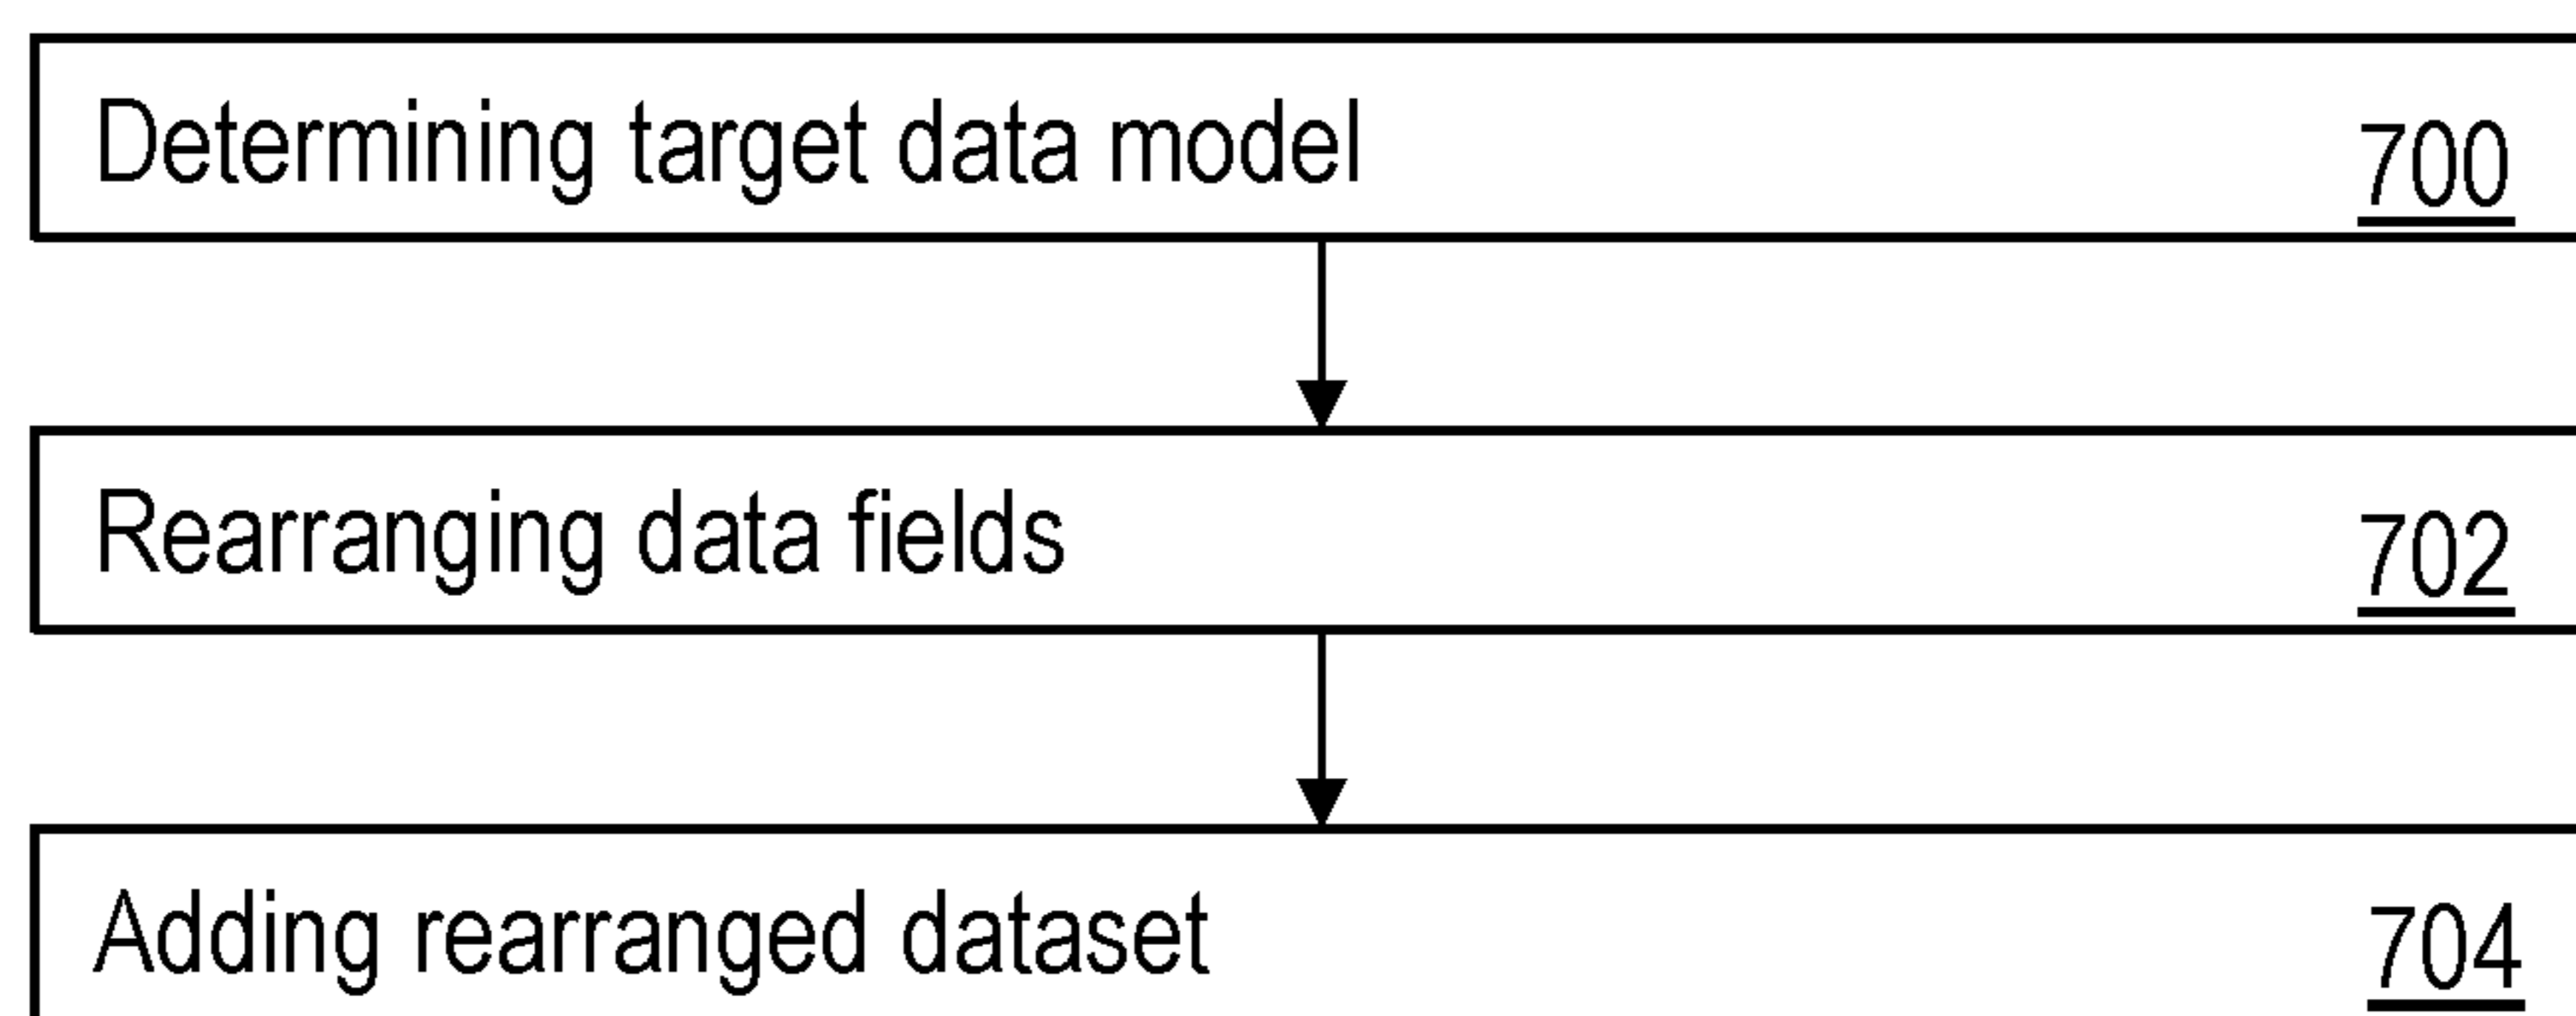 Determining target data model 700
Rearranging data fields 702
Adding rearranged dataset 704